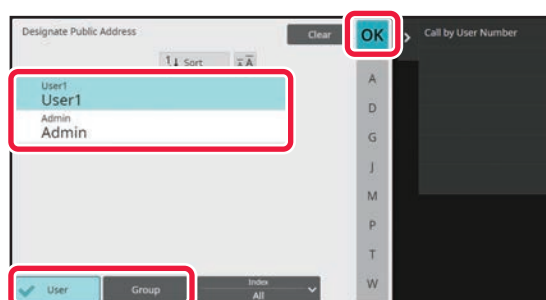 Designate Public Address
Clear
OK
Call by User Number
Sort
User1
User1
Admin
Admin
A
D
G
J
M
P
T
W
User
Group
Index
All